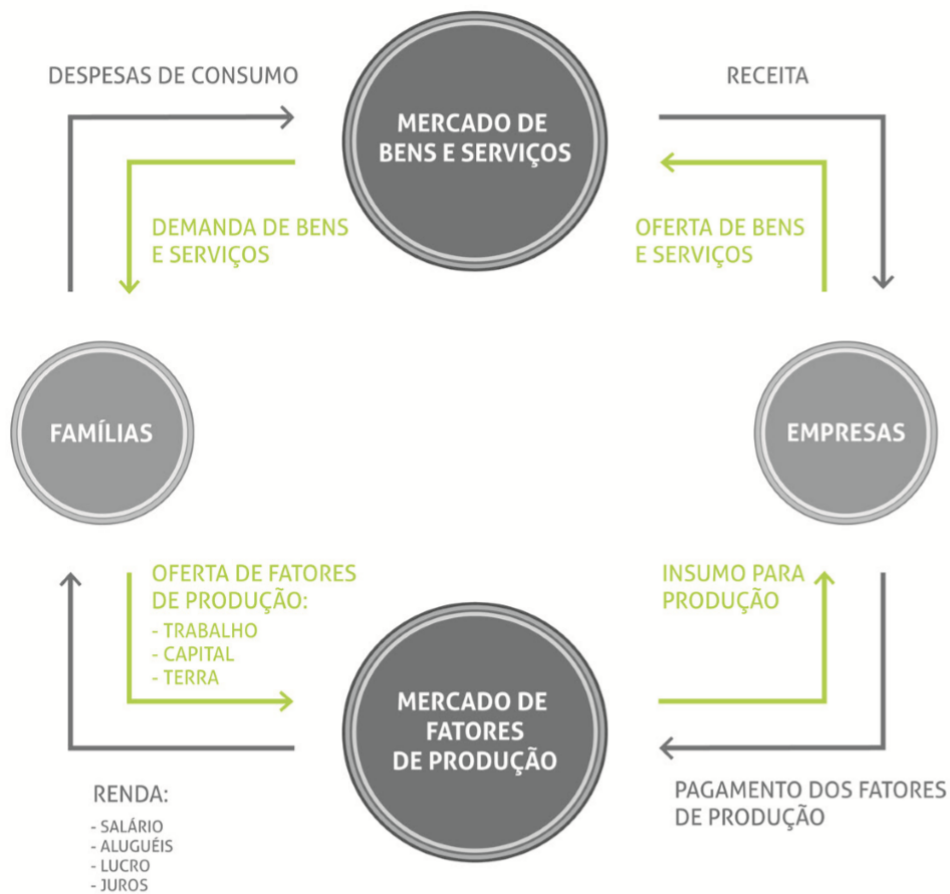 DESPESAS DE CONSUMO
RECEITA
MERCADO DE
BENS E SERVIÇOS
DEMANDA DE BENS
E SERVIÇOS
OFERTA DE BENS
E SERVIÇOS
FAMÍLIAS
EMPRESAS
OFERTA DE FATORES
DE PRODUÇÃO:
- TRABALHO
- CAPITAL
- TERRA
INSUMO PARA
PRODUÇÃO
MERCADO DE
FATORES
DE PRODUÇÃO
RENDA:
- SALÁRIO
- ALUGUÉIS
- LUCRO
- JUROS
PAGAMENTO DOS FATORES
DE PRODUÇÃO